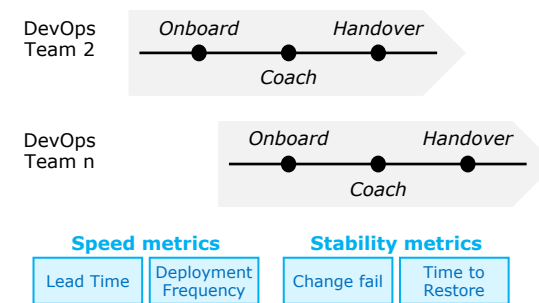 DevOps
Team 2
Onboard
Handover
Coach
DevOps
Team n
Onboard
Handover
Coach
Speed metrics
Stability metrics
Lead Time
Deployment
Frequency
Change fail
Time to
Restore